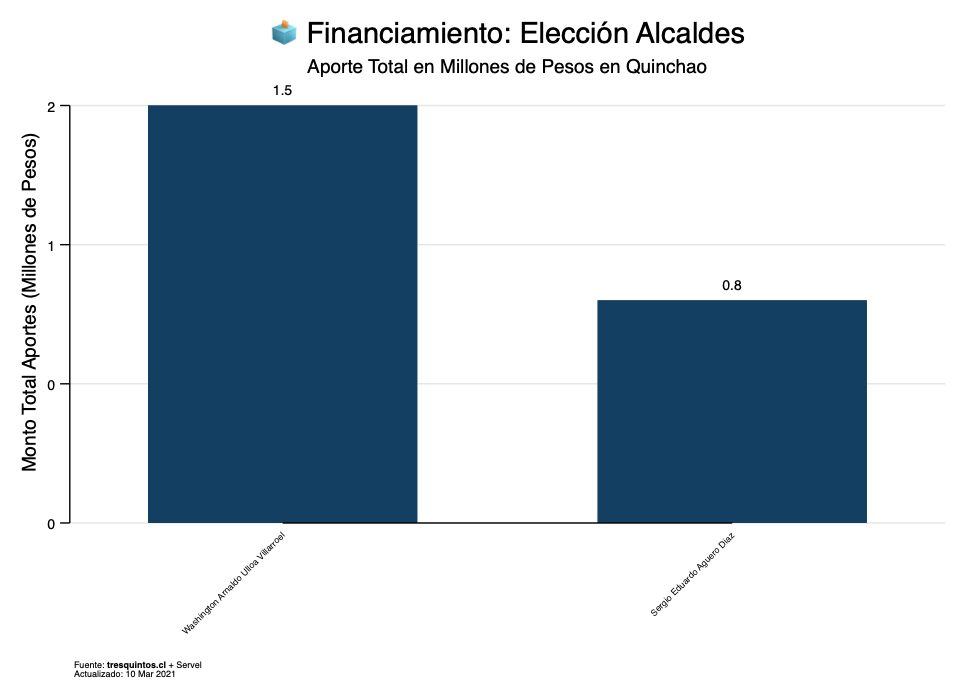 Financiamiento: Elección Alcaldes
Aporte Total en Millones de Pesos en Quinchao
Monto Total Aportes (Millones de Pesos)
2
1
0
0
1.5
0.8
Washington Arnaldo Ulloa Villarroel
Sergio Eduardo Aguero Diaz
Fuente: tresquintos.cl + Servel
Actualizado: 10 Mar 2021